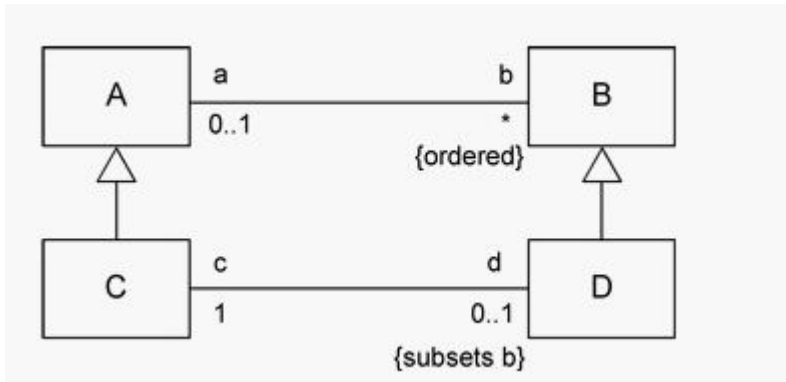 a b
A B
0..1 *
{ordered}
c d
C D
1 0..1
{subsets b}